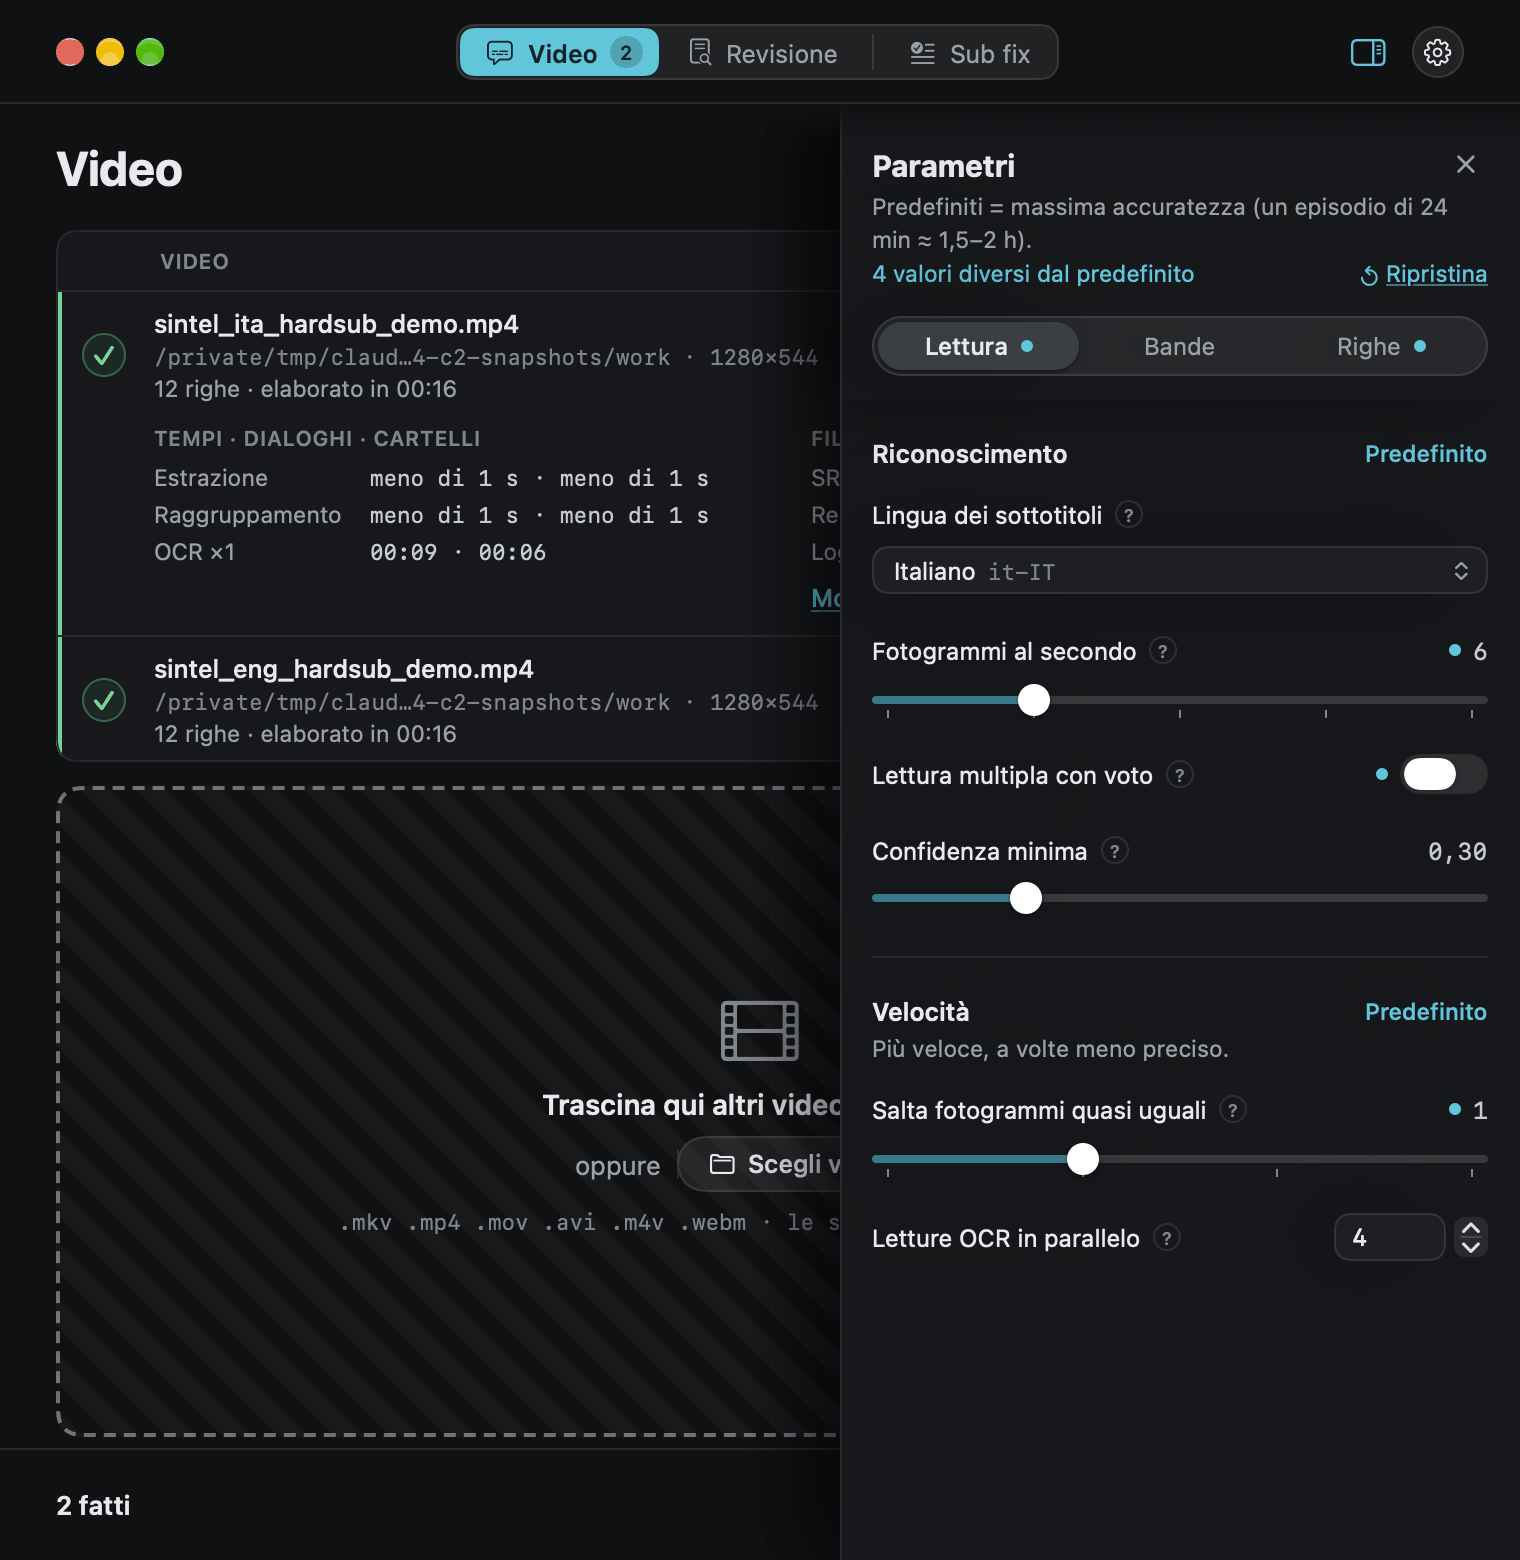 Video 2
Revisione
Sub fix
Video
VIDEO
sintel_ita_hardsub_demo.mp4
/private/tmp/claud…4-c2-snapshots/work · 1280×544
12 righe · elaborato in 00:16
TEMPI · DIALOGHI · CARTELLI
Estrazione meno di 1 s · meno di 1 s
Raggruppamento meno di 1 s · meno di 1 s
OCR ×1 00:09 · 00:06
sintel_eng_hardsub_demo.mp4
/private/tmp/claud…4-c2-snapshots/work · 1280×544
12 righe · elaborato in 00:16
Trascina qui altri video
oppure Scegli v
.mkv .mp4 .mov .avi .m4v .webm · le s
2 fatti
Parametri
Predefiniti = massima accuratezza (un episodio di 24
min ≈ 1,5–2 h).
4 valori diversi dal predefinito Ripristina
Lettura Bande Righe
Riconoscimento Predefinito
Lingua dei sottotitoli ?
Italiano it-IT
Fotogrammi al secondo ? 6
Lettura multipla con voto ?
Confidenza minima ? 0,30
Velocità Predefinito
Più veloce, a volte meno preciso.
Salta fotogrammi quasi uguali ? 1
Letture OCR in parallelo ? 4